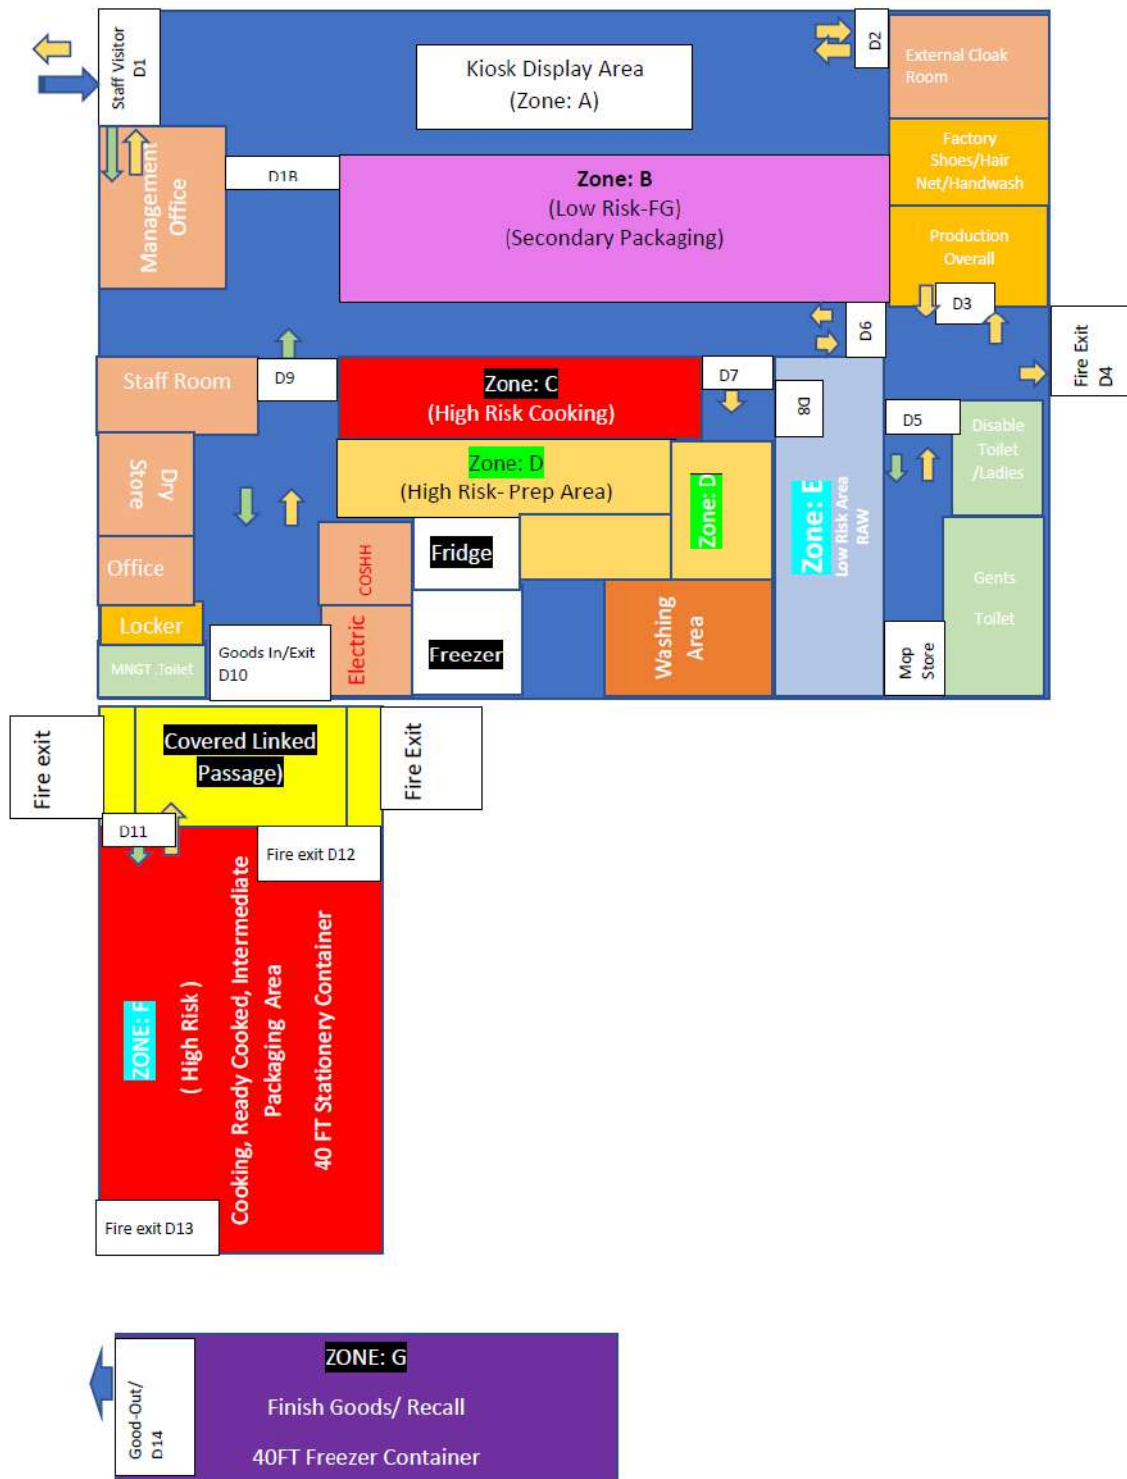 Staff Visitor
D1
Kiosk Display Area
(Zone: A)
D2
External Cloak
Room
Management
Office
D1B
Zone: B
(Low Risk-FG)
(Secondary Packaging)
Factory
Shoes/Hair
Net/Handwash
Production
Overall
D3
D6
Fire Exit
D4
Staff Room
D9
Zone: C
(High Risk Cooking)
D7
D8
D5
Disable
Toilet
/Ladies
Dry
Store
Zone: D
(High Risk- Prep Area)
Zone: D
Zone: E
Low Risk Area
RAW
Office
COSHH
Fridge
Gents
Toilet
Locker
MNGT .Toilet
Goods In/Exit
D10
Electric
Freezer
Washing
Area
Mop
Store
Fire exit
Covered Linked
Passage)
Fire Exit
D11
Fire exit D12
ZONE: F
( High Risk )
Cooking, Ready Cooked, Intermediate
Packaging Area
40 FT Stationery Container
Fire exit D13
Good-Out/
D14
ZONE: G
Finish Goods/ Recall
40FT Freezer Container